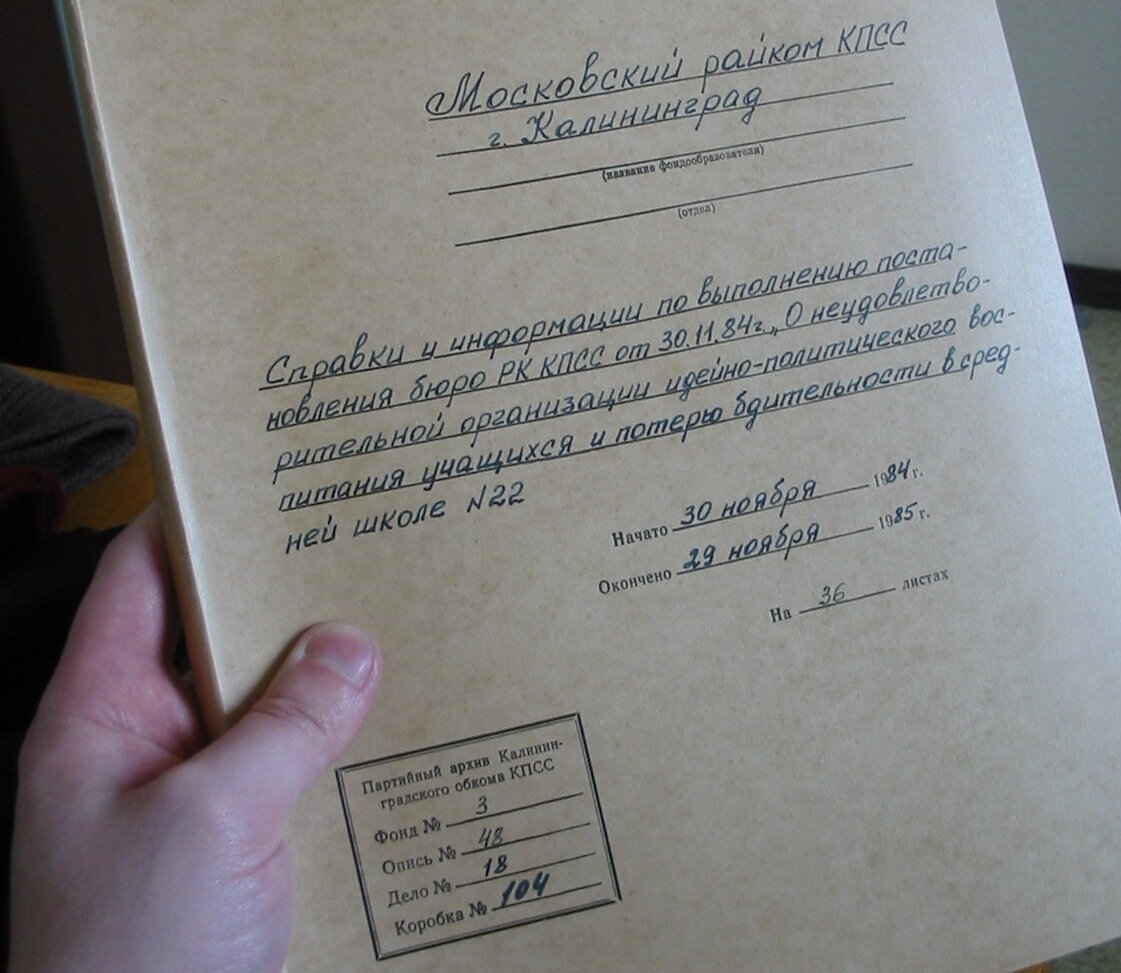 Московский райком КПСС
г. Калининград
(название фондообразователя)
(отдел)
Справки и информации по выполнению поста-
новления бюро РК КПСС от 30.11.84г. „О неудовлетво-
рительной организации идейно-политического вос-
питания учащихся и потерю бдительности в сред-
ней школе N22
Начато 30 ноября 1984 г.
Окончено 29 ноября 1985 г.
На 36 листах
Партийный архив Калинин-
градского обкома КПСС
Фонд № 3
Опись № 48
Дело № 18
Коробка № 104